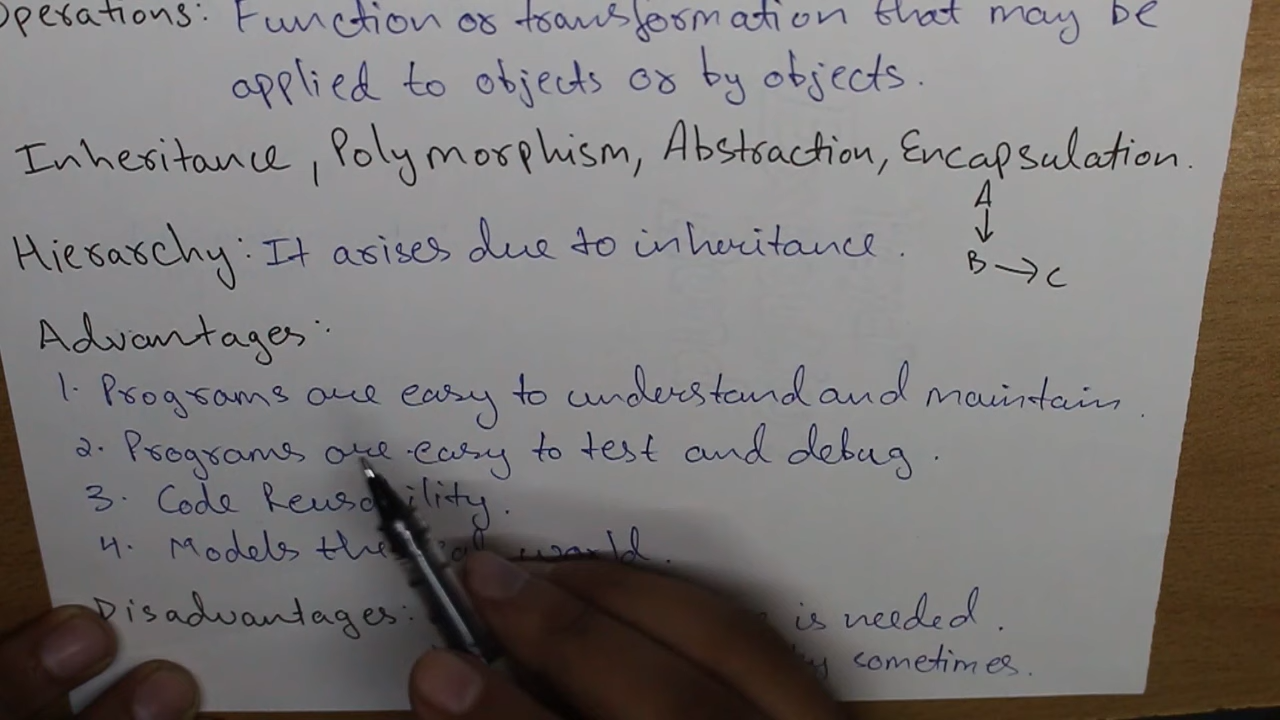 Operations: Function or transformation that may be
applied to objects or by objects.
Inheritance, Polymorphism, Abstraction, Encapsulation.
A
Hierarchy: It arises due to inheritance.
B → C
Advantages:
1. Programs are easy to understand and maintain.
2. Programs are easy to test and debug.
3. Code Reusability.
4. Models the real world.
Disadvantages: is needed.
sometimes.